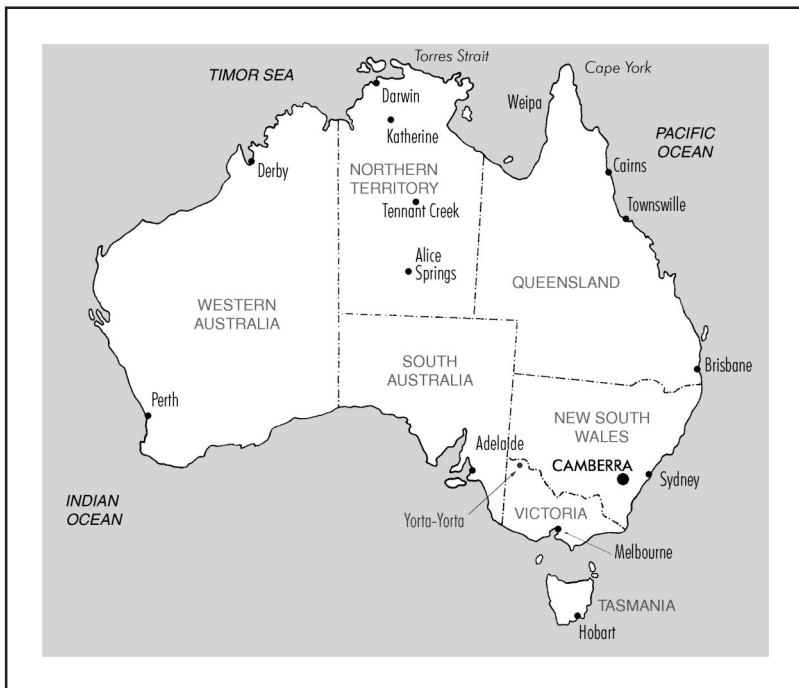 Torres Strait
TIMOR SEA
Cape York
Darwin
Weipa
Katherine
PACIFIC
OCEAN
Derby
NORTHERN
TERRITORY
Cairns
Tennant Creek
Townswille
Alice
Springs
QUEENSLAND
WESTERN
AUSTRALIA
SOUTH
AUSTRALIA
Brisbane
Perth
NEW SOUTH
WALES
Adelaide
CAMBERRA
Sydney
INDIAN
OCEAN
Yorta-Yorta
VICTORIA
Melbourne
TASMANIA
Hobart